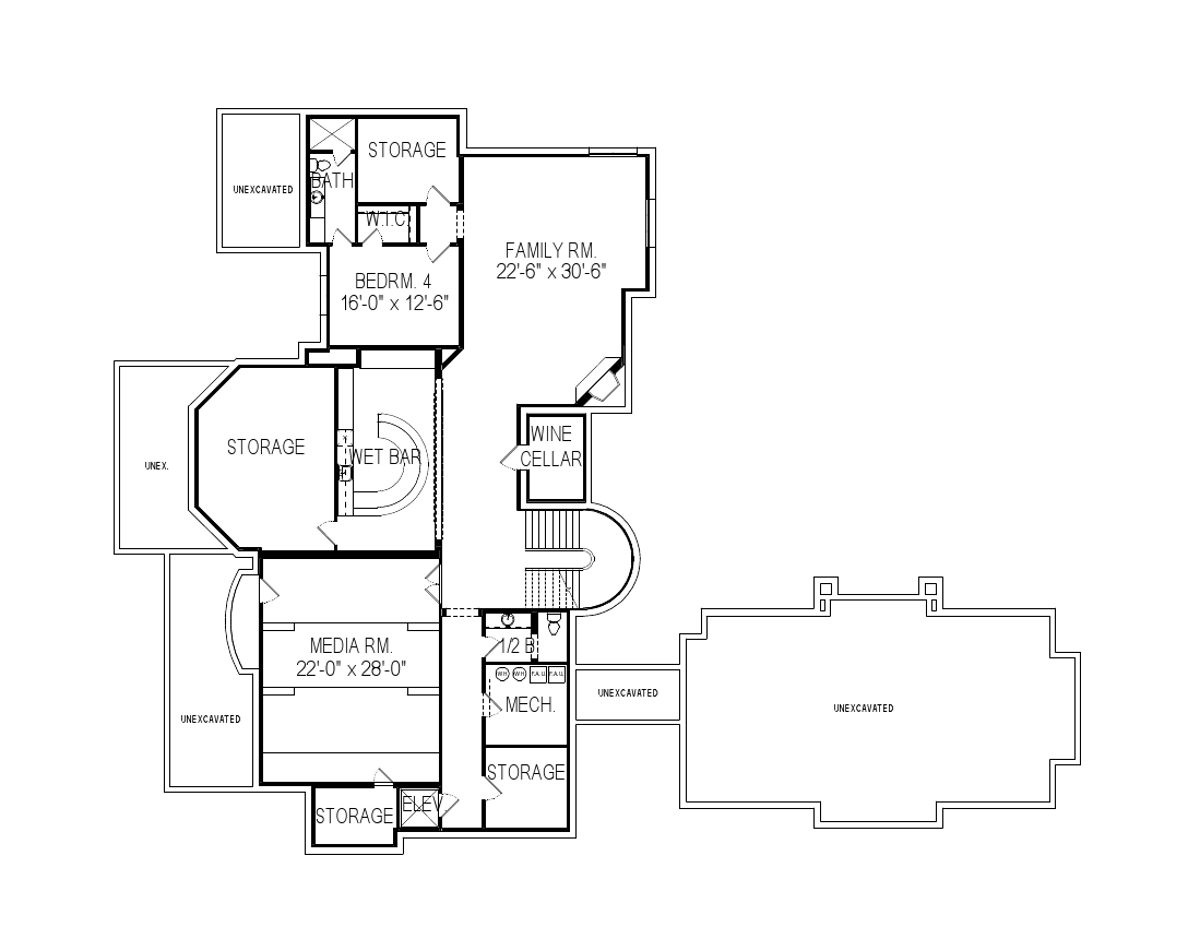 STORAGE
BATH
UNEXCAVATED
W.I.C.
FAMILY RM.
22'-6" x 30'-6"
BEDRM. 4
16'-0" x 12'-6"
WINE
CELLAR
STORAGE
WET BAR
UNEX.
1/2 B
MEDIA RM.
22'-0" x 28'-0"
WH WH F.A.U. F.A.U.
MECH.
UNEXCAVATED
UNEXCAVATED
UNEXCAVATED
STORAGE
ELEV.
STORAGE